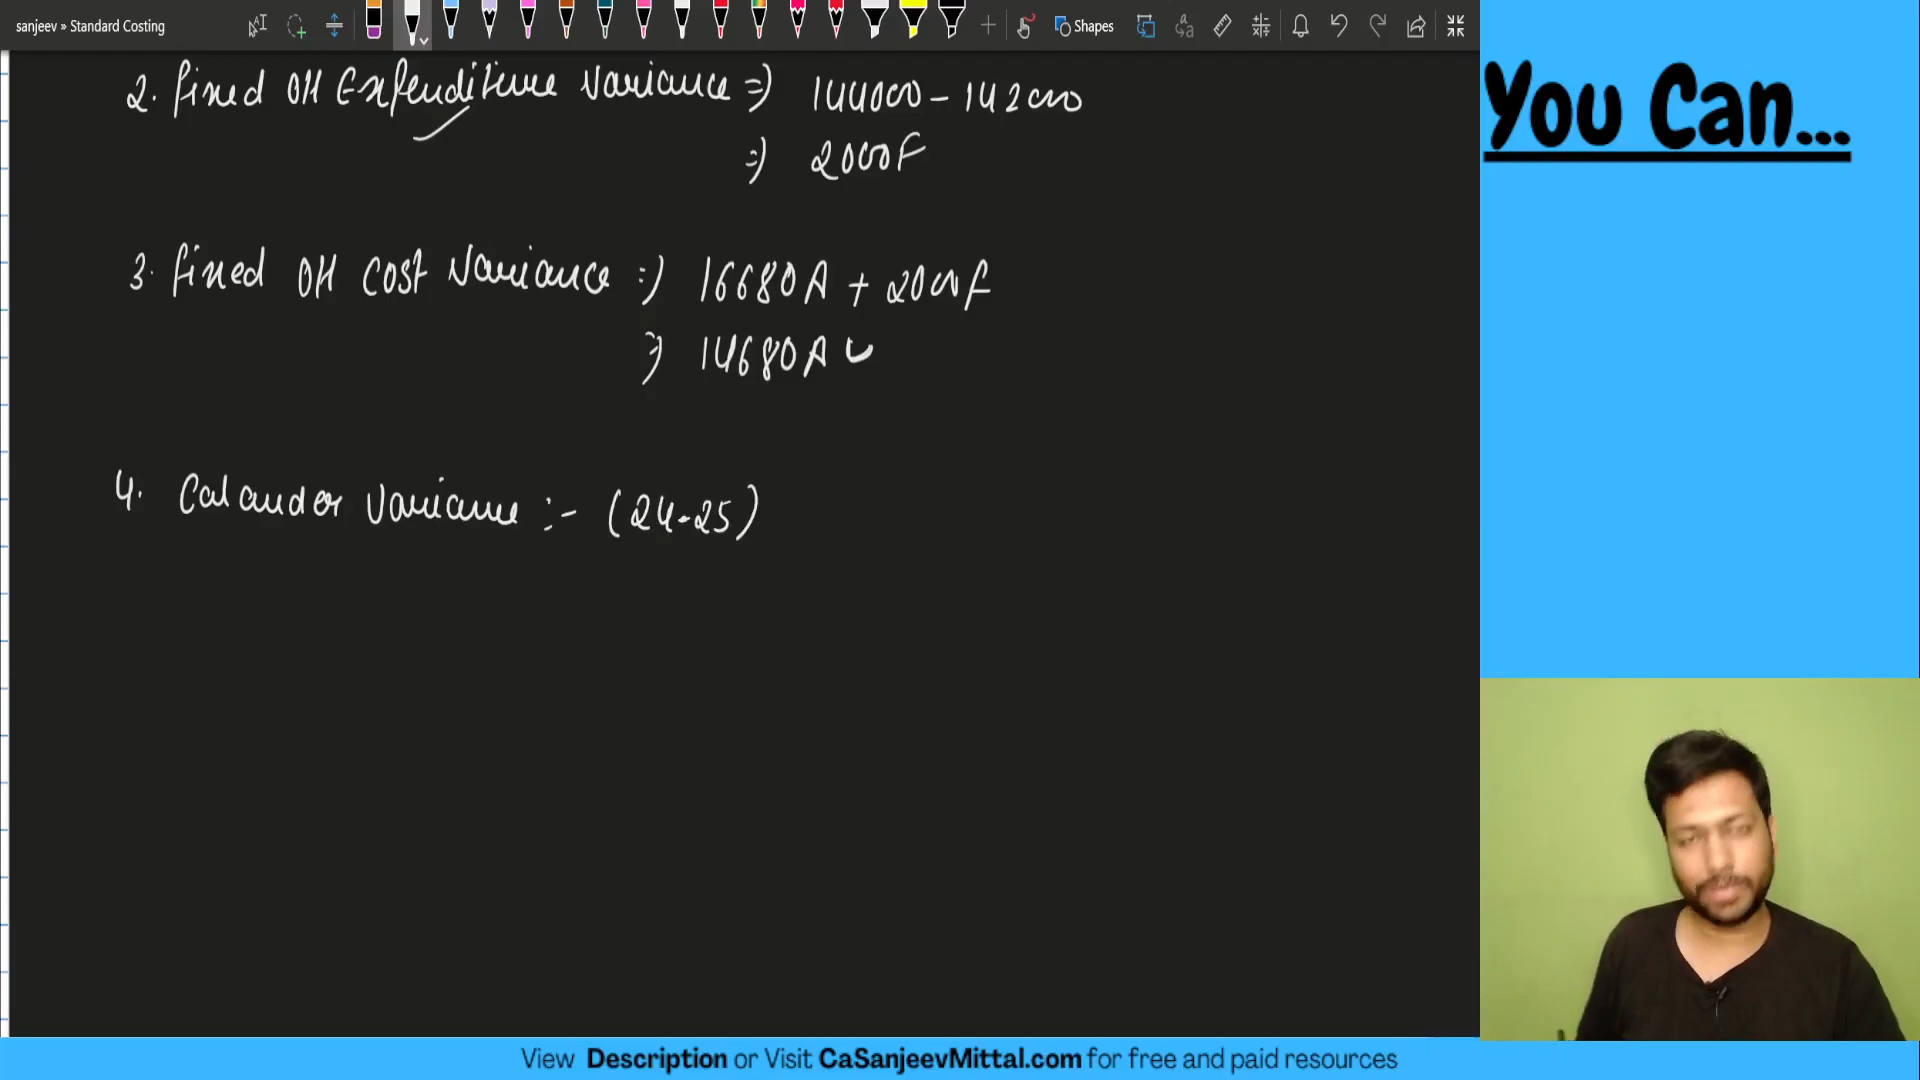 sanjeev » Standard Costing
Shapes
2. fixed OH Expenditure Variance => 144000 - 142000
=> 2000F
3. fixed OH Cost Variance :=) 16680A + 2000F
=> 14680A
4. Calander Variance :- (24-25)
You Can...
View Description or Visit CaSanjeevMittal.com for free and paid resources